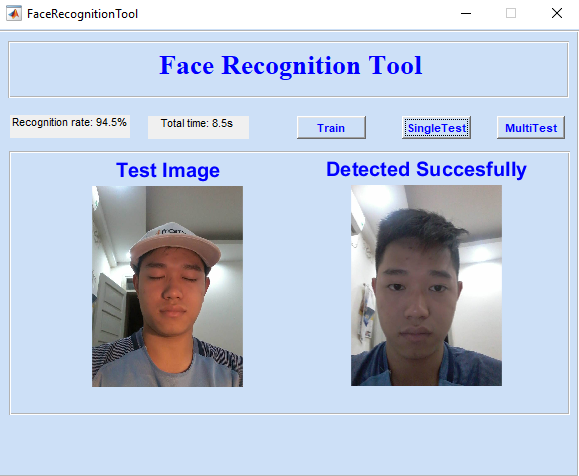 FaceRecognitionTool
Face Recognition Tool
Recognition rate: 94.5%
Total time: 8.5s
Train
SingleTest
MultiTest
Test Image
Detected Succesfully